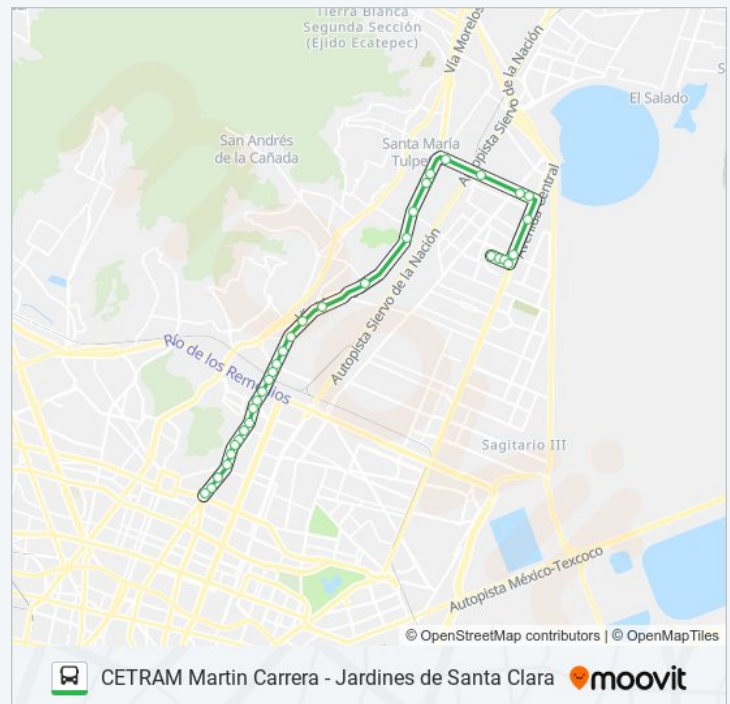 Tierra Blanca
Segunda Sección
(Ejido Ecatepec)
Vía Morelos
Autopista Siervo de la Nación
El Salado
San Andrés
de la Cañada
Santa María
Avenida Central
Autopista Siervo de la Nación
Río de los Remedios
Sagitario III
Autopista México-Texcoco
© OpenStreetMap contributors | © OpenMapTiles
CETRAM Martin Carrera - Jardines de Santa Clara
moovit